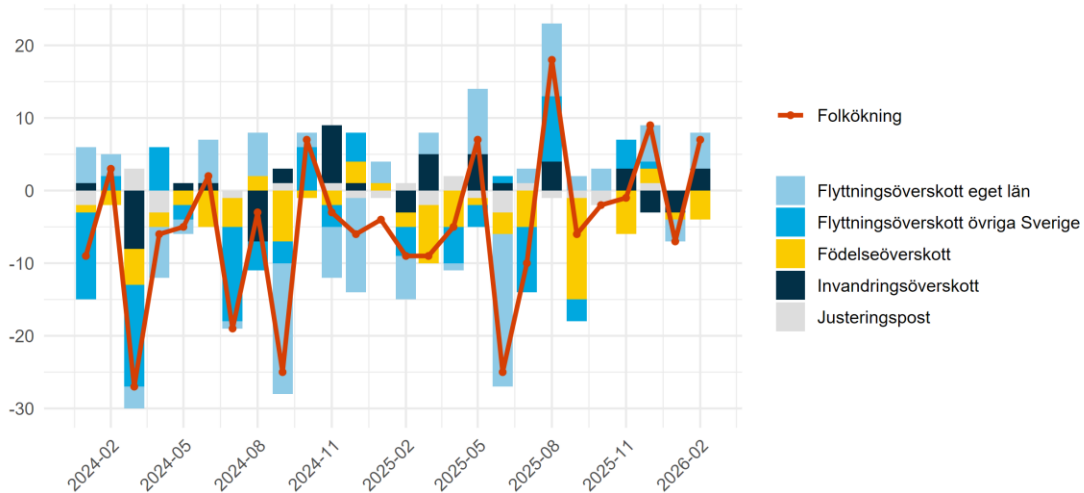 20
10
0
-10
-20
-30
2024-02
2024-05
2024-08
2024-11
2025-02
2025-05
2025-08
2025-11
2026-02
Folkökning
Flyttningsöverskott eget län
Flyttningsöverskott övriga Sverige
Födelseöverskott
Invandringsöverskott
Justeringspost